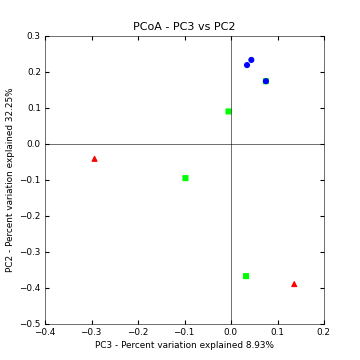 PCoA - PC3 vs PC2
0.3
0.2
0.1
0.0
−0.1
−0.2
−0.3
−0.4
−0.5
PC2 - Percent variation explained 32.25%
−0.4 −0.3 −0.2 −0.1 0.0 0.1 0.2
PC3 - Percent variation explained 8.93%